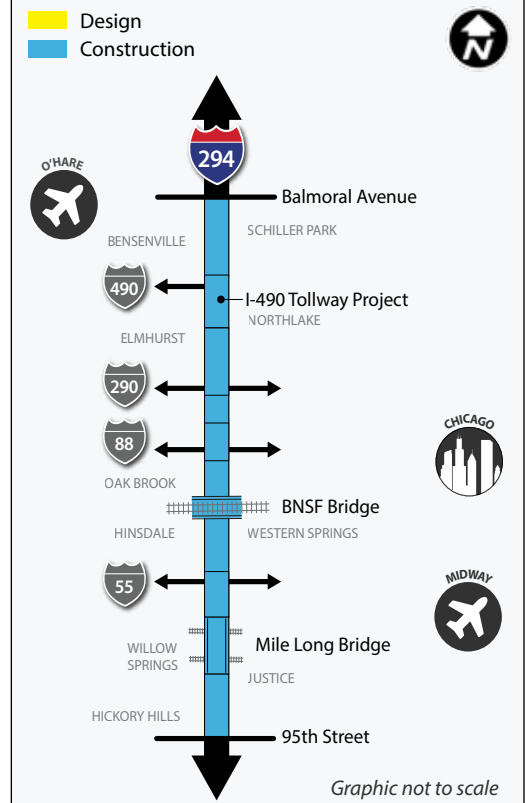 Design
Construction
N
294
O'HARE
Balmoral Avenue
BENSENVILLE
SCHILLER PARK
490
I-490 Tollway Project
NORTHLAKE
ELMHURST
290
88
CHICAGO
OAK BROOK
BNSF Bridge
HINSDALE
WESTERN SPRINGS
55
MIDWAY
WILLOW
SPRINGS
Mile Long Bridge
JUSTICE
HICKORY HILLS
95th Street
Graphic not to scale